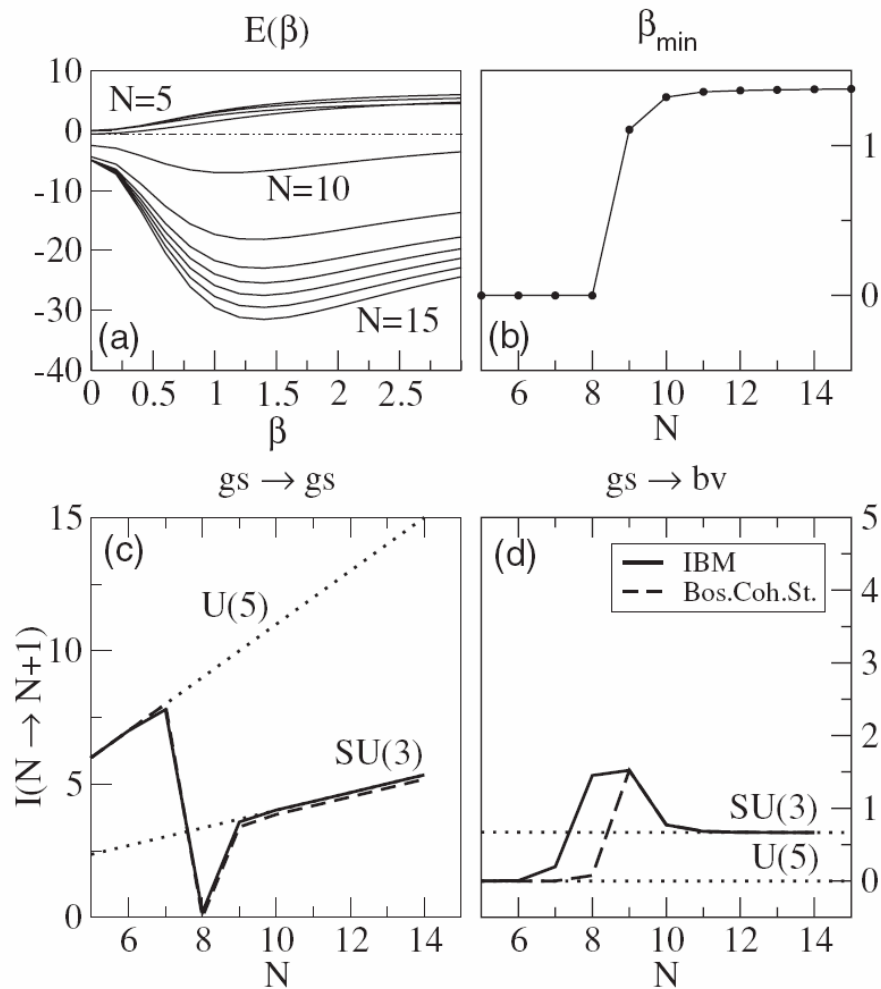 E(β)
10
0
-10
-20
-30
-40
N=5
N=10
N=15
(a)
0 0.5 1 1.5 2 2.5
β
β_min
1
0
(b)
6 8 10 12 14
N
gs → gs
15
10
5
0
(c)
U(5)
SU(3)
I(N → N+1)
6 8 10 12 14
N
gs → bv
(d)
IBM
Bos.Coh.St.
5
4
3
2
1
0
SU(3)
U(5)
6 8 10 12 14
N